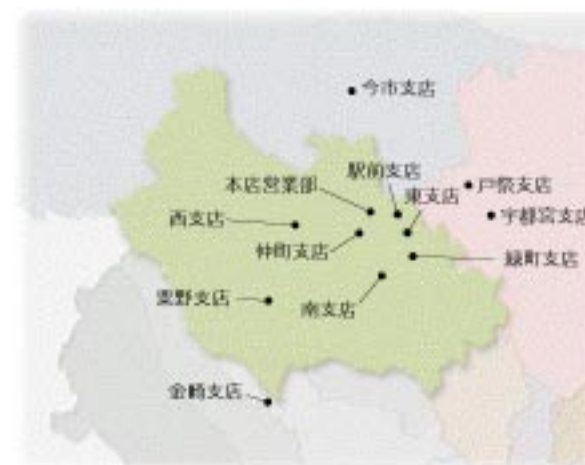 今市支店
駅前支店
本店営業部
東支店
戸祭支店
西支店
宇都宮支店
仲町支店
緑町支店
粟野支店
南支店
金崎支店